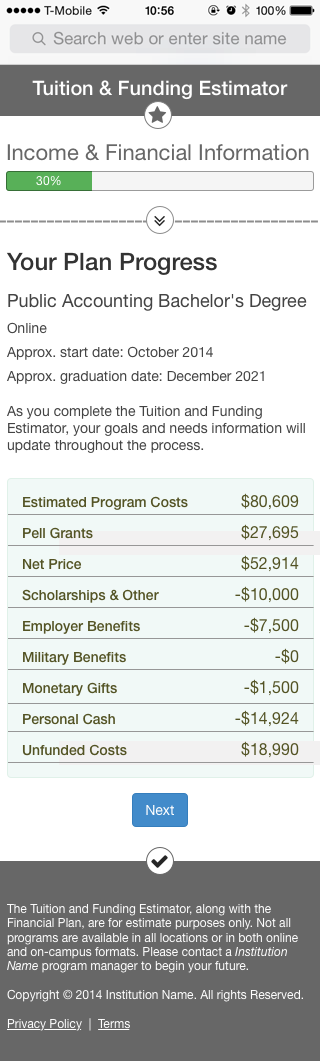 T-Mobile 10:56 100%
Search web or enter site name
Tuition & Funding Estimator
Income & Financial Information
30%
Your Plan Progress
Public Accounting Bachelor's Degree
Online
Approx. start date: October 2014
Approx. graduation date: December 2021
As you complete the Tuition and Funding
Estimator, your goals and needs information will
update throughout the process.
Estimated Program Costs $80,609
Pell Grants $27,695
Net Price $52,914
Scholarships & Other -$10,000
Employer Benefits -$7,500
Military Benefits -$0
Monetary Gifts -$1,500
Personal Cash -$14,924
Unfunded Costs $18,990
Next
The Tuition and Funding Estimator, along with the
Financial Plan, are for estimate purposes only. Not all
programs are available in all locations or in both online
and on-campus formats. Please contact a Institution
Name program manager to begin your future.
Copyright © 2014 Institution Name. All rights Reserved.
Privacy Policy | Terms